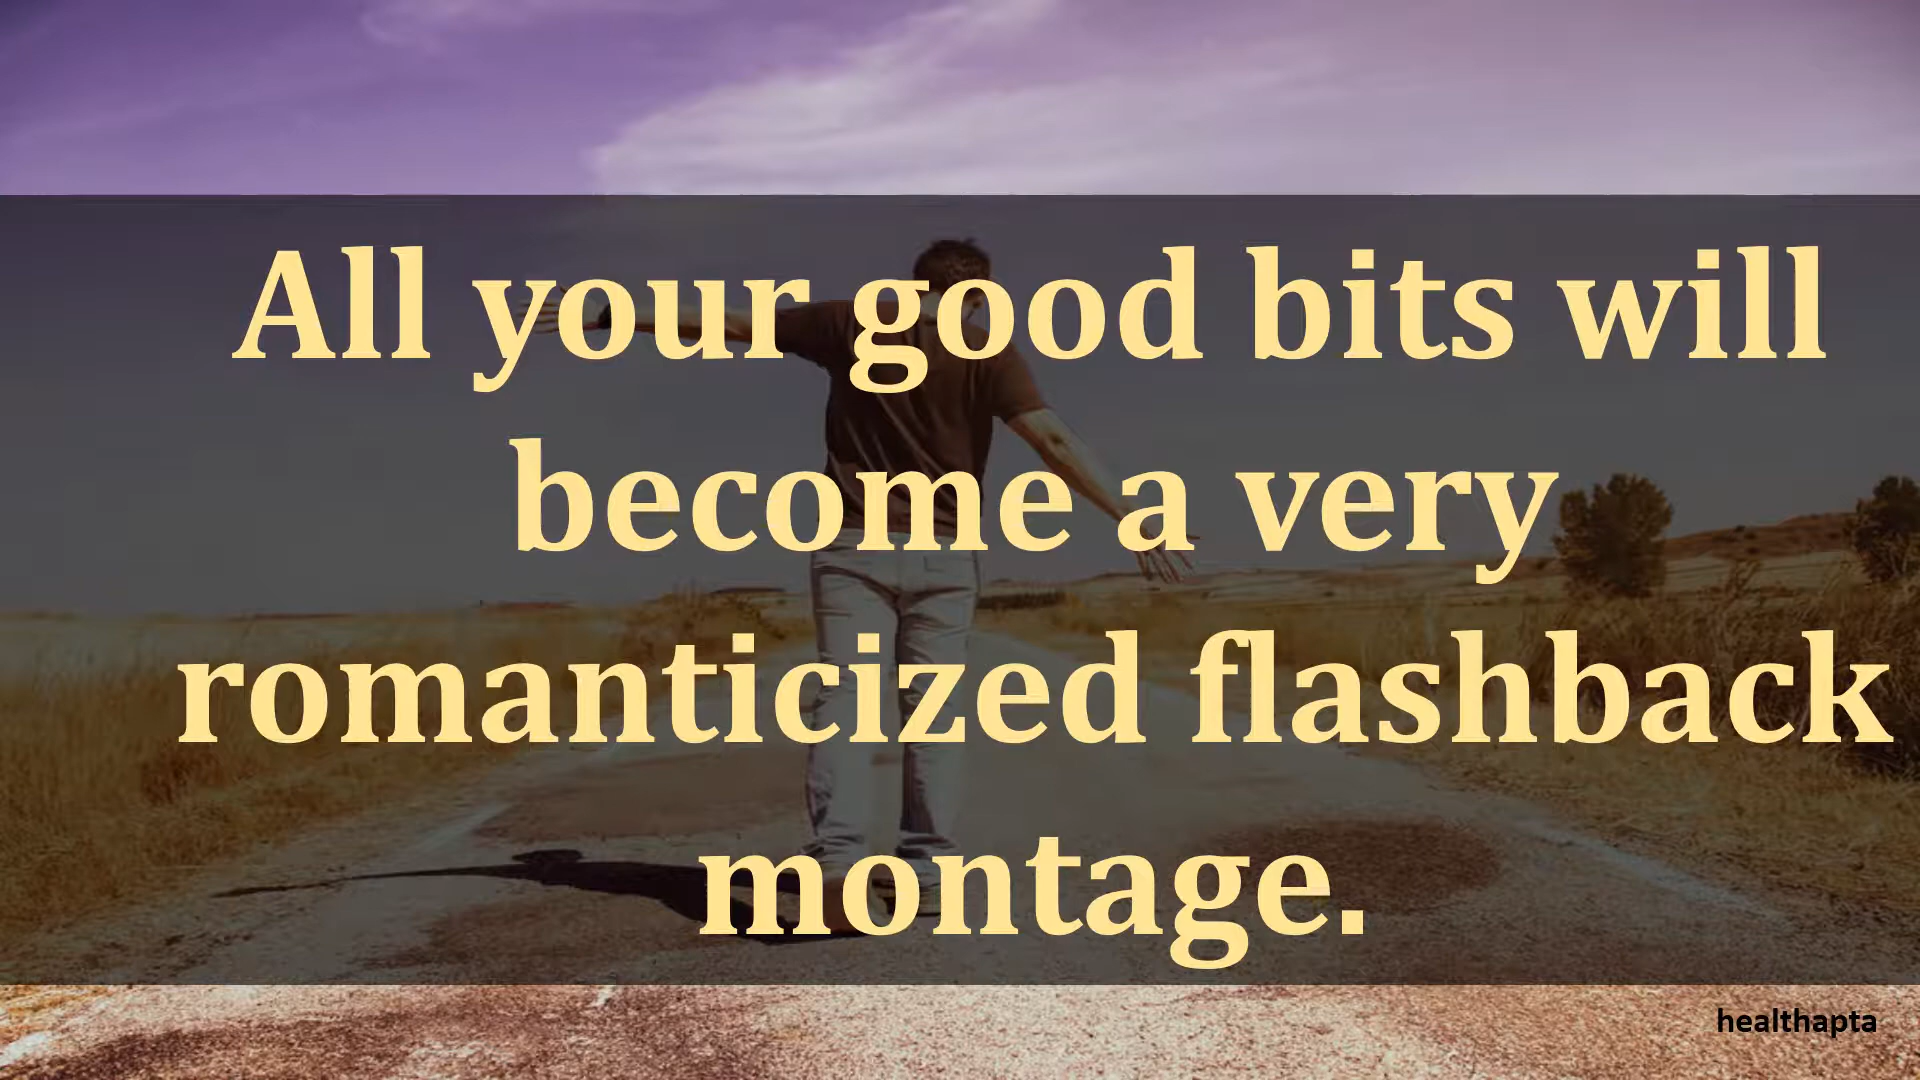 All your good bits will
become a very
romanticized flashback
montage.
healthapta